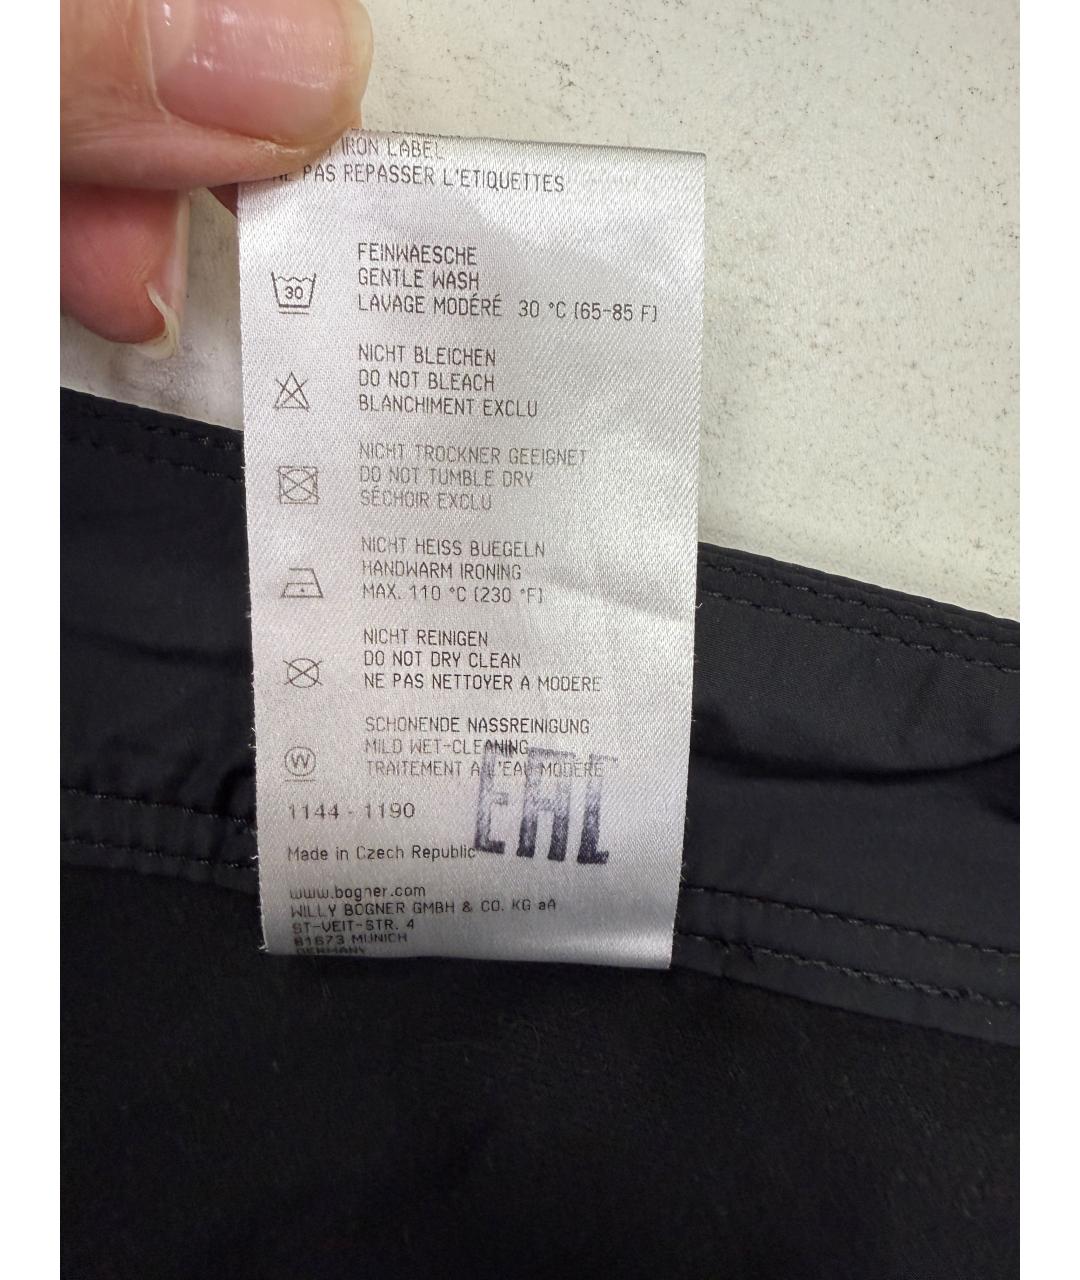 IRON LABEL
PAS REPASSER L'ETIQUETTES
30
FEINWAESCHE
GENTLE WASH
LAVAGE MODÉRÉ 30 °C (65-85 F)
NICHT BLEICHEN
DO NOT BLEACH
BLANCHIMENT EXCLU
NICHT TROCKNER GEEIGNET
DO NOT TUMBLE DRY
SÉCHOIR EXCLU
NICHT HEISS BUEGELN
HANDWARM IRONING
MAX. 110 °C (230 °F)
NICHT REINIGEN
DO NOT DRY CLEAN
NE PAS NETTOYER A MODERE
W
SCHONENDE NASSREINIGUNG
MILD WET-CLEANING
TRAITEMENT A L'EAU MODERE
EAC
1144 - 1190
Made in Czech Republic
www.bogner.com
WILLY BOGNER GMBH & CO. KG aA
ST-VEIT-STR. 4
81673 MUNICH
GERMANY